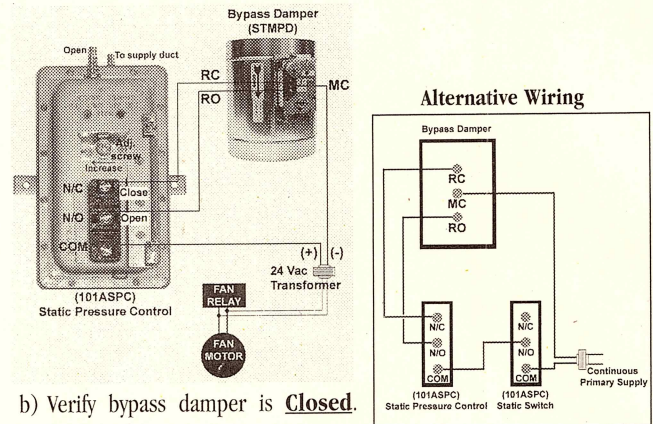 Bypass Damper
(STMPD)
Open
To supply duct
RC
RO
MC
Adj.
screw
Increase
N/C
Close
N/O
Open
COM
(+)
(-)
24 Vac
Transformer
(101ASPC)
Static Pressure Control
FAN
RELAY
FAN
MOTOR
b) Verify bypass damper is Closed.
Alternative Wiring
Bypass Damper
RC
MC
RO
N/C
N/O
COM
(101ASPC)
Static Pressure Control
N/C
N/O
COM
(101ASPC)
Static Switch
Continuous
Primary Supply